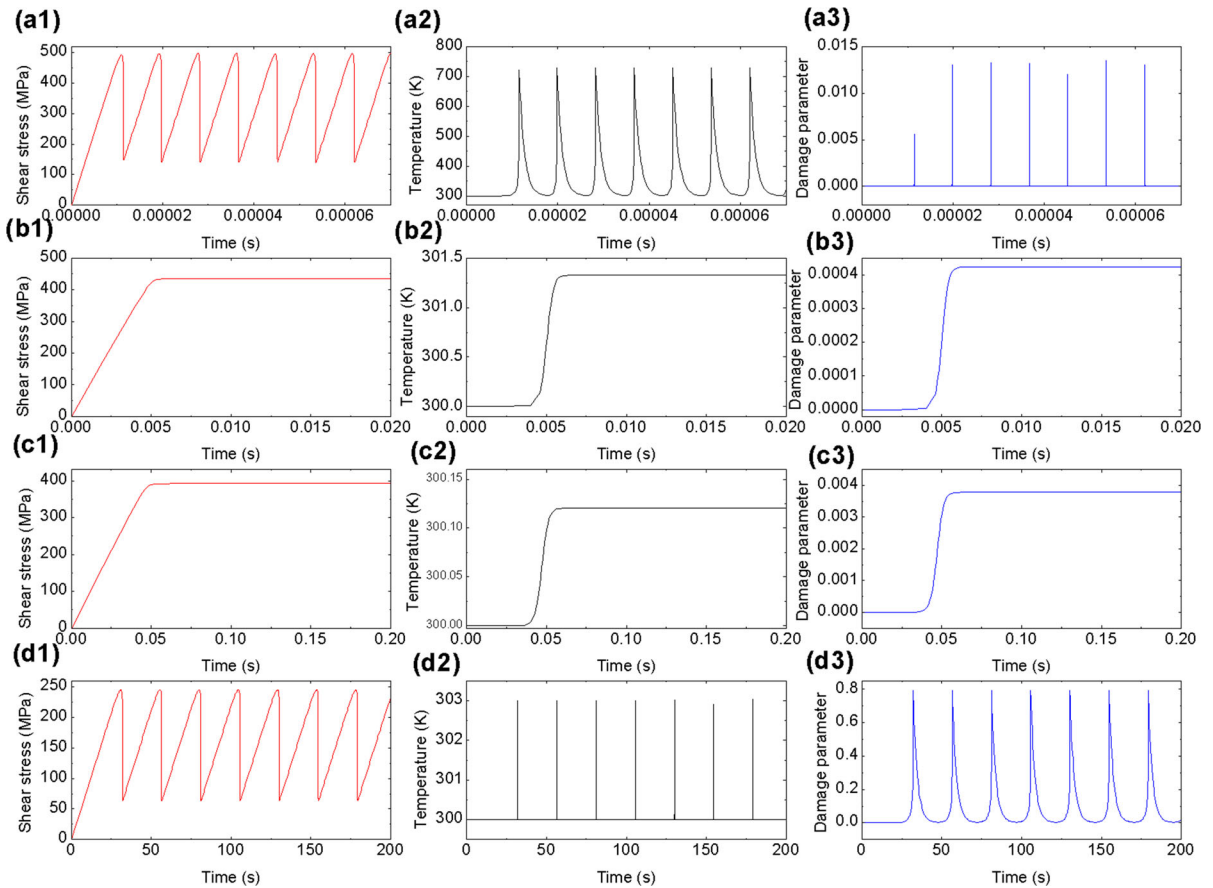 (a1)
Shear stress (MPa)
500
400
300
200
100
0
0.00000 0.00002 0.00004 0.00006
Time (s)
(a2)
Temperature (K)
800
700
600
500
400
300
0.00000 0.00002 0.00004 0.00006
Time (s)
(a3)
Damage parameter
0.015
0.010
0.005
0.000
0.00000 0.00002 0.00004 0.00006
Time (s)
(b1)
Shear stress (MPa)
500
400
300
200
100
0
0.000 0.005 0.010 0.015 0.020
Time (s)
(b2)
Temperature (K)
301.5
301.0
300.5
300.0
0.000 0.005 0.010 0.015 0.020
Time (s)
(b3)
Damage parameter
0.0004
0.0003
0.0002
0.0001
0.0000
0.000 0.005 0.010 0.015 0.020
Time (s)
(c1)
Shear stress (MPa)
400
300
200
100
0
0.00 0.05 0.10 0.15 0.20
Time (s)
(c2)
Temperature (K)
300.15
300.10
300.05
300.00
0.00 0.05 0.10 0.15 0.20
Time (s)
(c3)
Damage parameter
0.004
0.003
0.002
0.001
0.000
0.00 0.05 0.10 0.15 0.20
Time (s)
(d1)
Shear stress (MPa)
250
200
150
100
50
0
0 50 100 150 200
Time (s)
(d2)
Temperature (K)
303
302
301
300
0 50 100 150 200
Time (s)
(d3)
Damage parameter
0.8
0.6
0.4
0.2
0.0
0 50 100 150 200
Time (s)